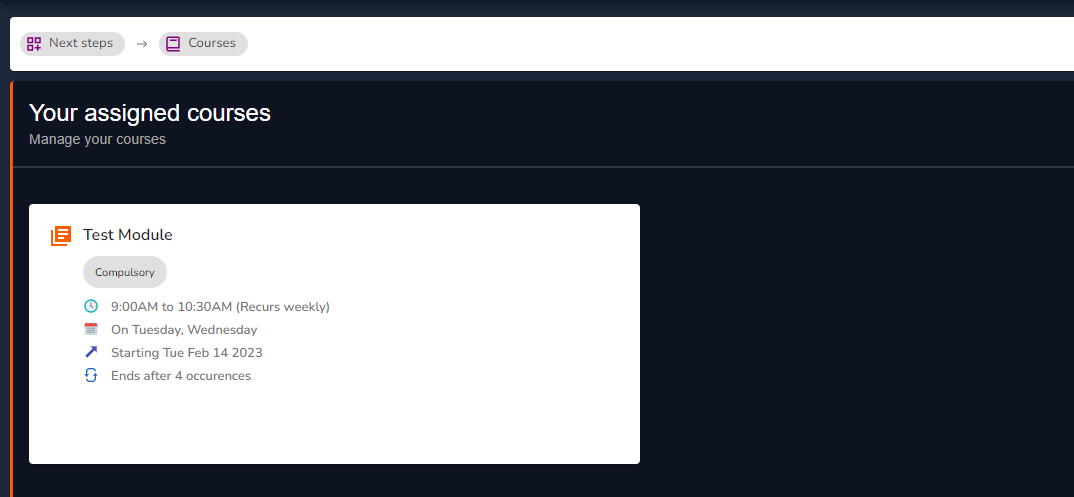 Next steps → Courses
Your assigned courses
Manage your courses
Test Module
Compulsory
9:00AM to 10:30AM (Recurs weekly)
On Tuesday, Wednesday
Starting Tue Feb 14 2023
Ends after 4 occurences